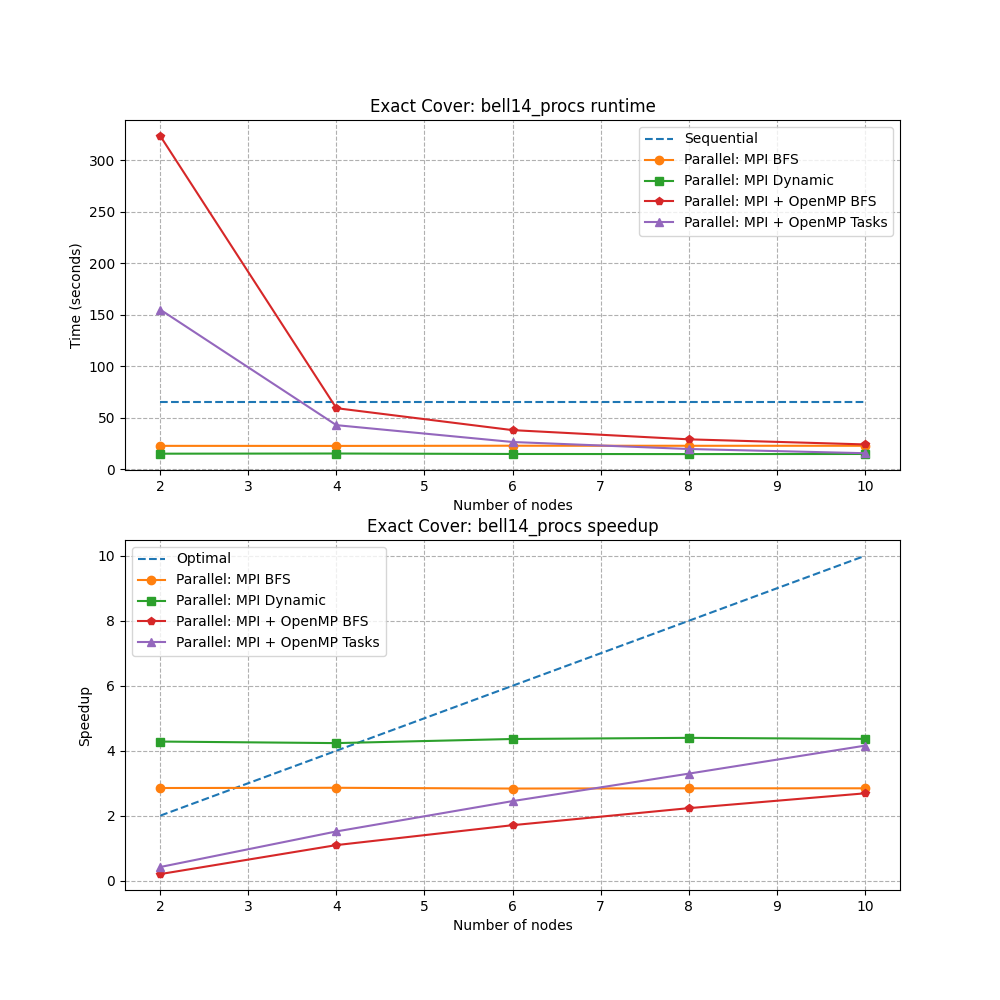 Exact Cover: bell14_procs runtime
Time (seconds)
300
250
200
150
100
50
0
Sequential
Parallel: MPI BFS
Parallel: MPI Dynamic
Parallel: MPI + OpenMP BFS
Parallel: MPI + OpenMP Tasks
2 3 4 5 6 7 8 9 10
Number of nodes
Exact Cover: bell14_procs speedup
Speedup
10
8
6
4
2
0
Optimal
Parallel: MPI BFS
Parallel: MPI Dynamic
Parallel: MPI + OpenMP BFS
Parallel: MPI + OpenMP Tasks
2 3 4 5 6 7 8 9 10
Number of nodes